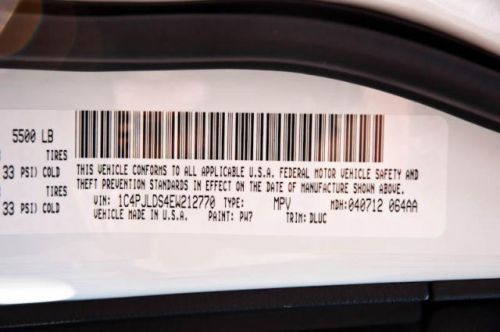 5500 LB
TIRES
33 PSI) COLD
TIRES
33 PSI) COLD
THIS VEHICLE CONFORMS TO ALL APPLICABLE U.S.A. FEDERAL MOTOR VEHICLE SAFETY AND
THEFT PREVENTION STANDARDS IN EFFECT ON THE DATE OF MANUFACTURE SHOWN ABOVE.
VIN: 1C4PJLDS4EW212770 TYPE: MPV MDH: 040712 064AA
VEHICLE MADE IN U.S.A. PAINT: PW7 TRIM: DLUC